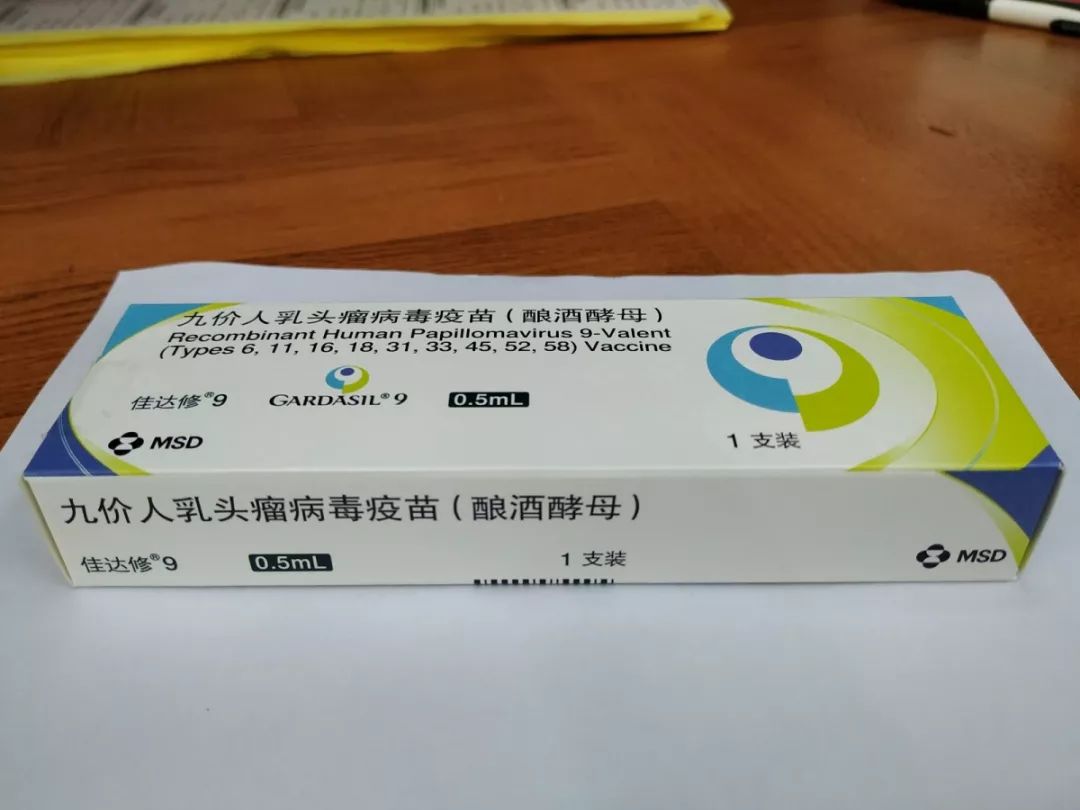 九价人乳头瘤病毒疫苗（酿酒酵母）
Recombinant Human Papillomavirus 9-Valent
(Types 6, 11, 16, 18, 31, 33, 45, 52, 58) Vaccine
佳达修®9 GARDASIL®9 0.5mL
MSD 1 支装
九价人乳头瘤病毒疫苗（酿酒酵母）
佳达修®9 0.5mL 1 支装 MSD